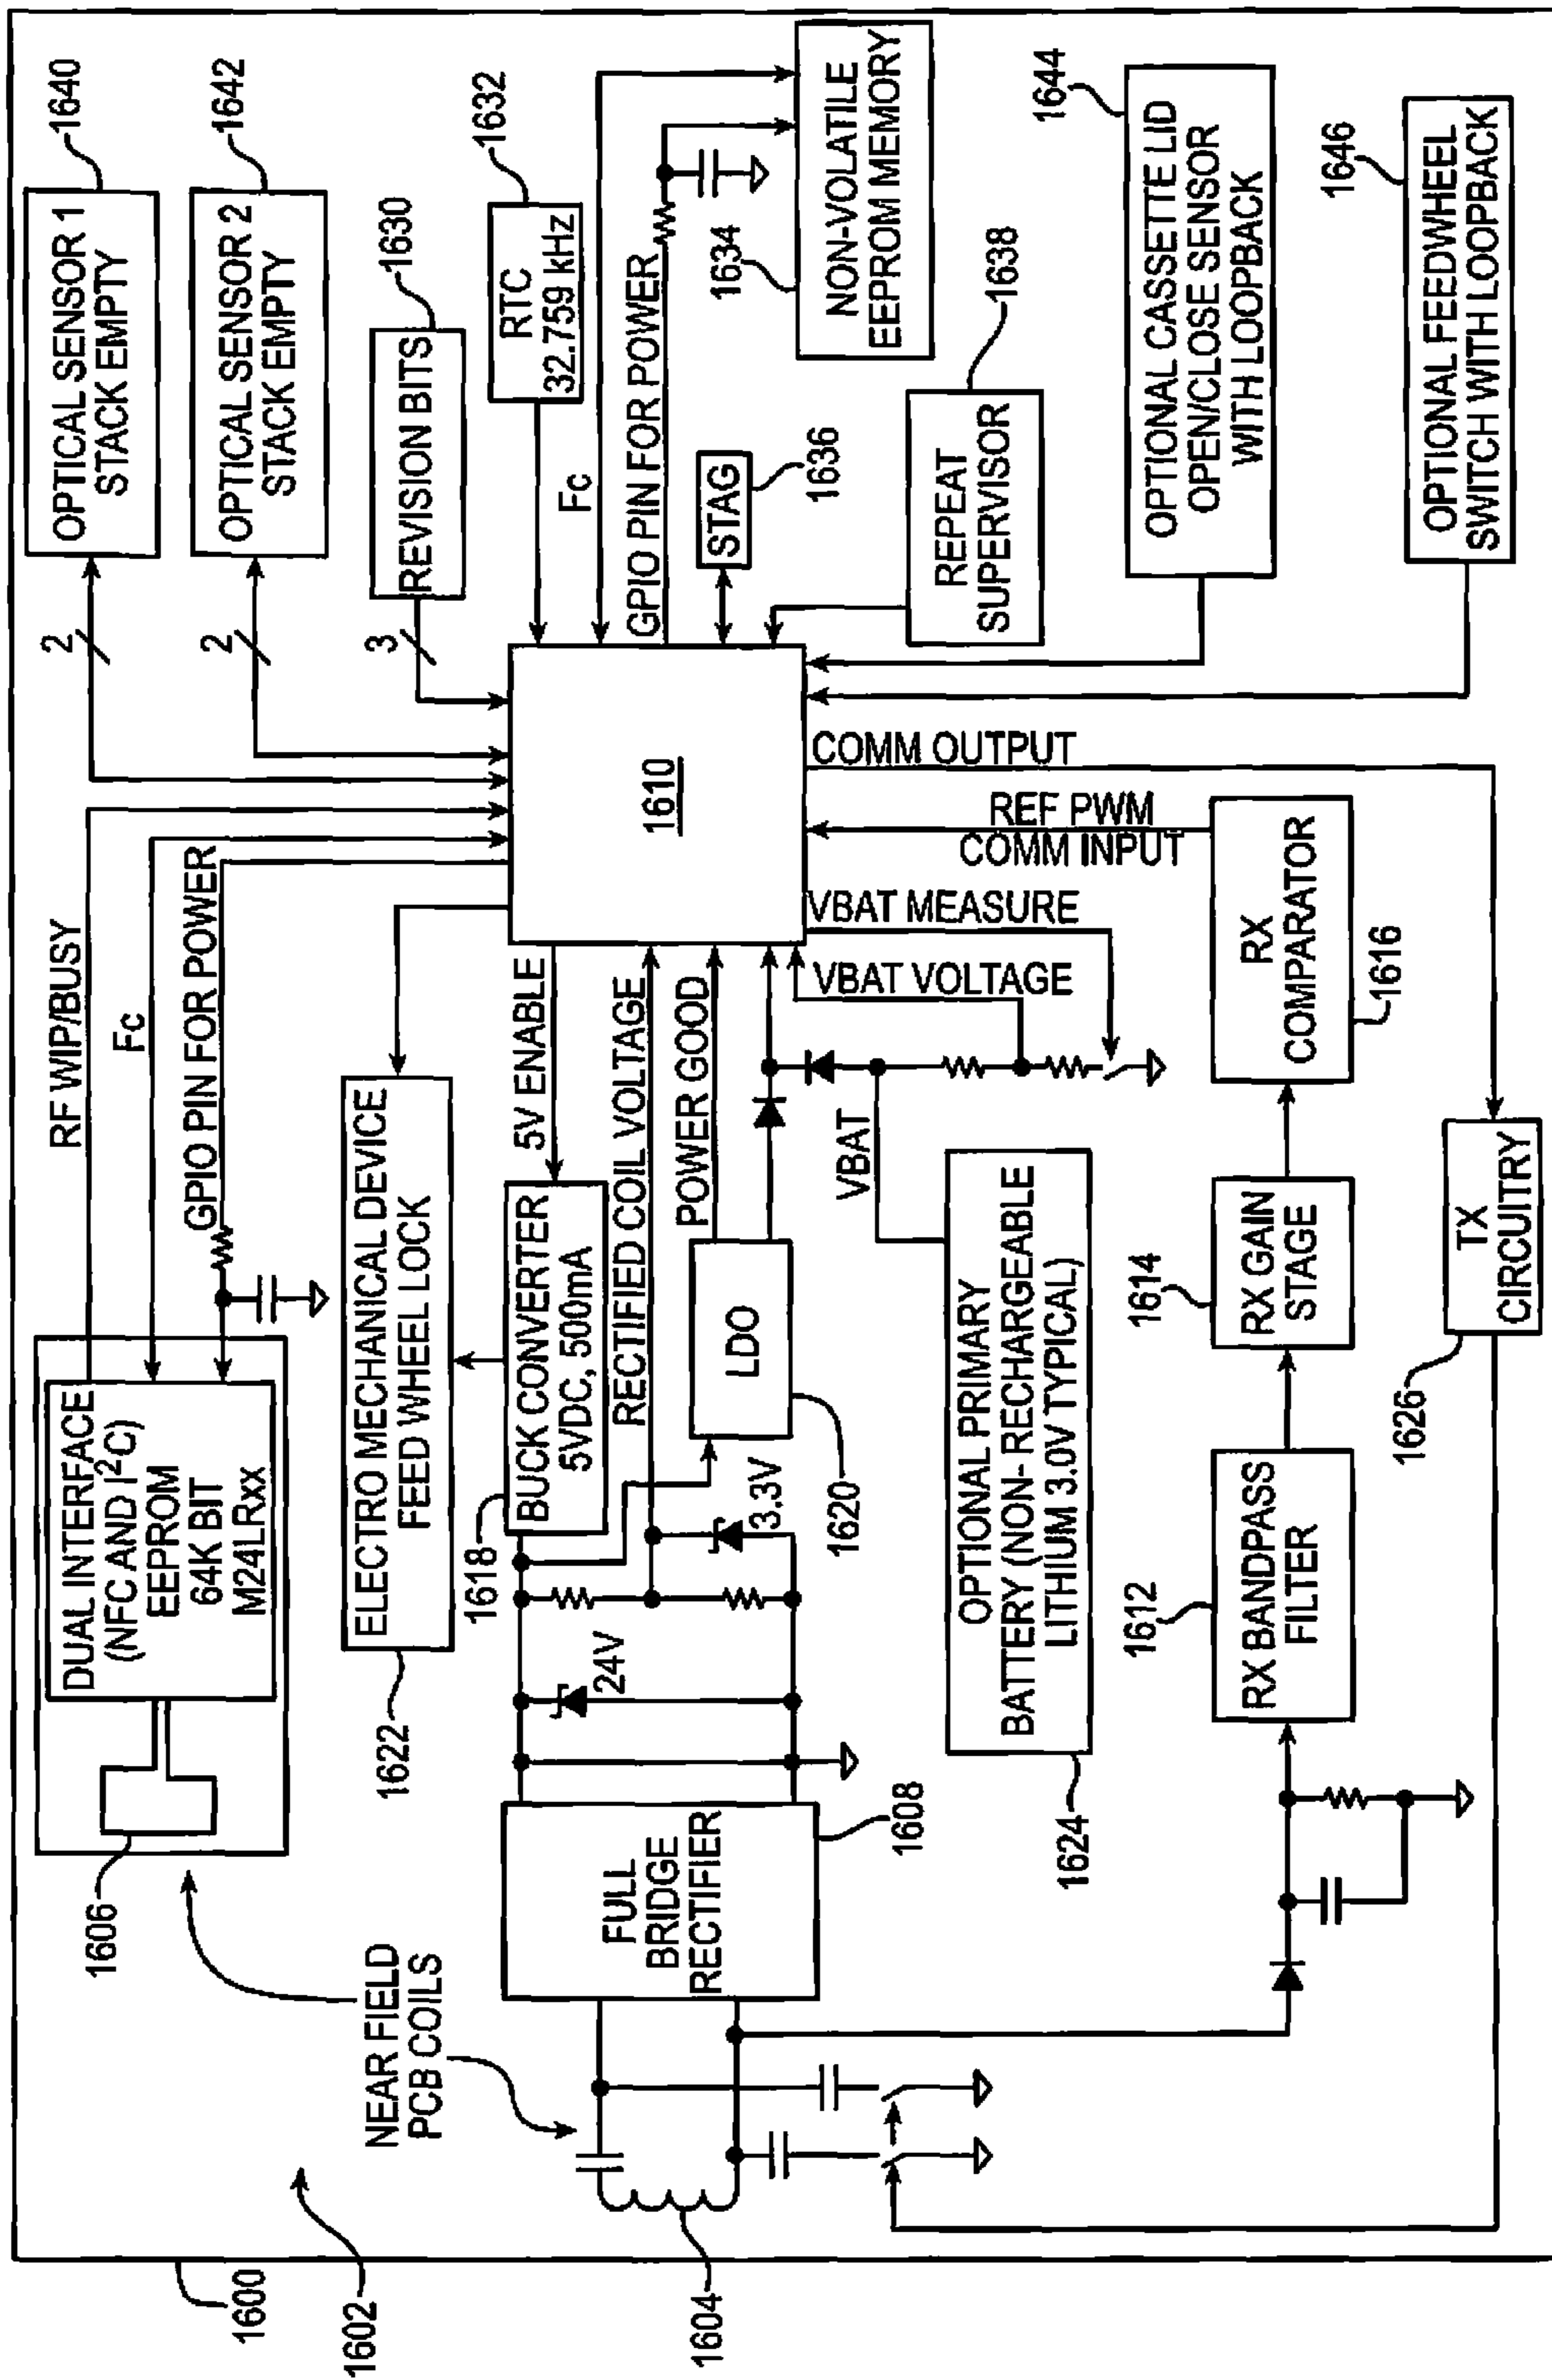 1600
1602
NEAR FIELD
PCB COILS
1604
1606
DUAL INTERFACE
(NFC AND I²C)
EEPROM
64K BIT
M24LRxx
RF WIP/BUSY
Fc
GPIO PIN FOR POWER
1622
ELECTRO MECHANICAL DEVICE
FEED WHEEL LOCK
1618
BUCK CONVERTER
5VDC, 500mA
5V ENABLE
RECTIFIED COIL VOLTAGE
POWER GOOD
FULL
BRIDGE
RECTIFIER
1608
24V
3.3V
LDO
1620
VBAT
OPTIONAL PRIMARY
BATTERY (NON- RECHARGEABLE
LITHIUM 3.0V TYPICAL)
1624
1612
RX BANDPASS
FILTER
1614
RX GAIN
STAGE
RX
COMPARATOR
1616
1626
TX
CIRCUITRY
1610
VBAT VOLTAGE
VBAT MEASURE
REF PWM
COMM INPUT
COMM OUTPUT
2
OPTICAL SENSOR 1
STACK EMPTY
1640
2
OPTICAL SENSOR 2
STACK EMPTY
1642
3
REVISION BITS
1630
RTC
32.759 kHz
1632
Fc
GPIO PIN FOR POWER
1634
NON-VOLATILE
EEPROM MEMORY
STAG
1636
REPEAT
SUPERVISOR
1638
OPTIONAL CASSETTE LID
OPEN/CLOSE SENSOR
WITH LOOPBACK
1644
OPTIONAL FEEDWHEEL
SWITCH WITH LOOPBACK
1646